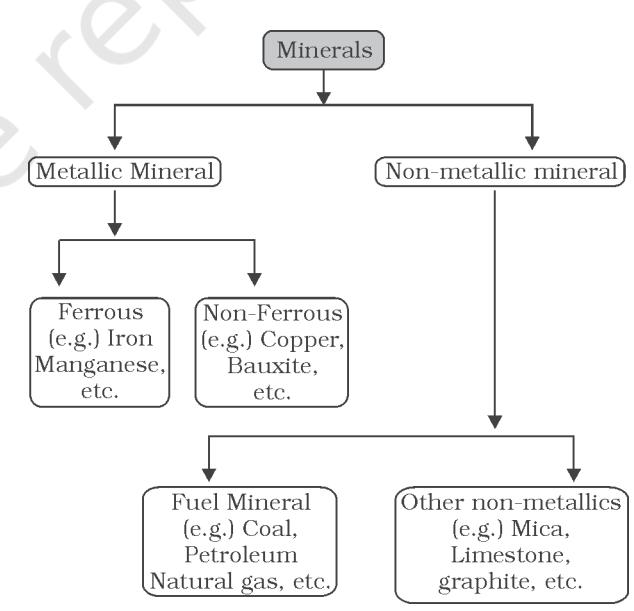 Minerals
Metallic Mineral
Non-metallic mineral
Ferrous
(e.g.) Iron
Manganese,
etc.
Non-Ferrous
(e.g.) Copper,
Bauxite,
etc.
Fuel Mineral
(e.g.) Coal,
Petroleum
Natural gas, etc.
Other non-metallics
(e.g.) Mica,
Limestone,
graphite, etc.